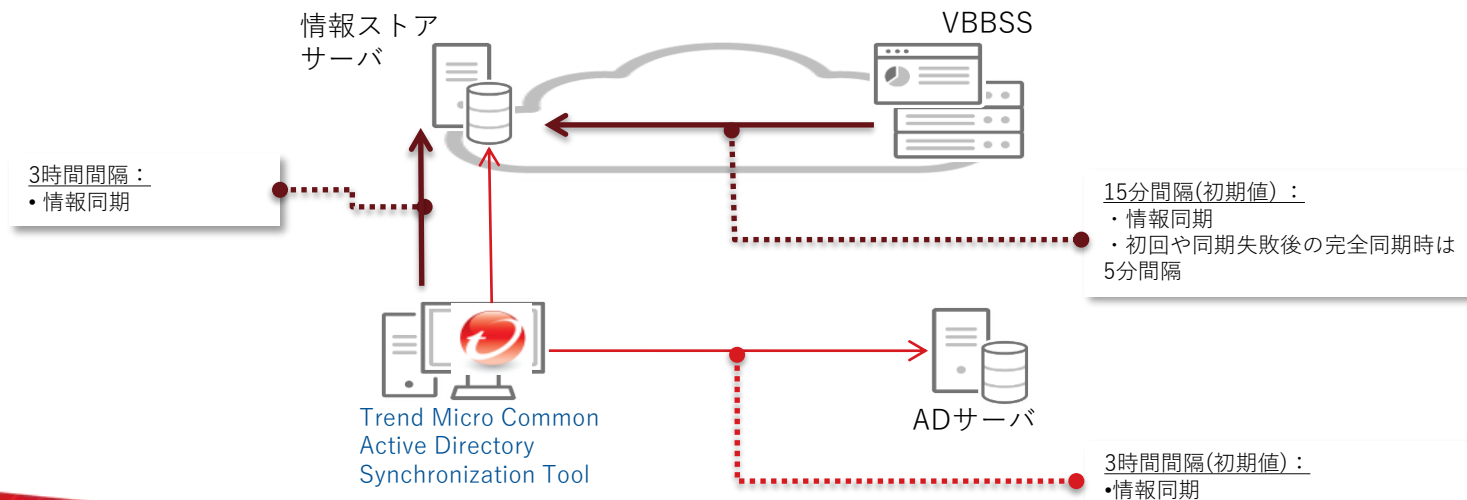 情報ストア
サーバ
VBBSS
3時間間隔：
• 情報同期
15分間隔(初期値)：
・情報同期
・初回や同期失敗後の完全同期時は
5分間隔
Trend Micro Common
Active Directory
Synchronization Tool
ADサーバ
3時間間隔(初期値)：
•情報同期